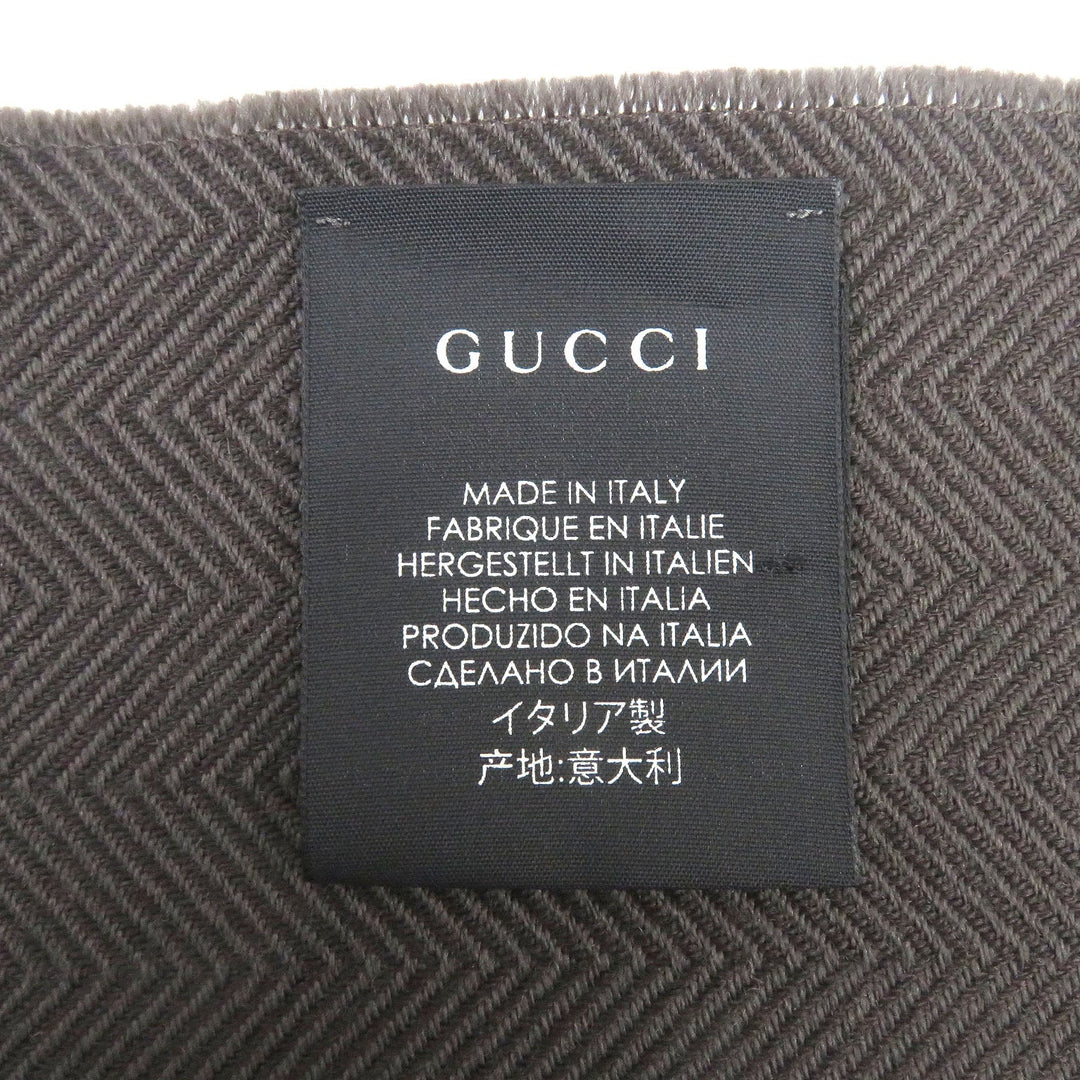 GUCCI
MADE IN ITALY
FABRIQUE EN ITALIE
HERGESTELLT IN ITALIEN
HECHO EN ITALIA
PRODUZIDO NA ITALIA
СДЕЛАНО В ИТАЛИИ
イタリア製
产地:意大利